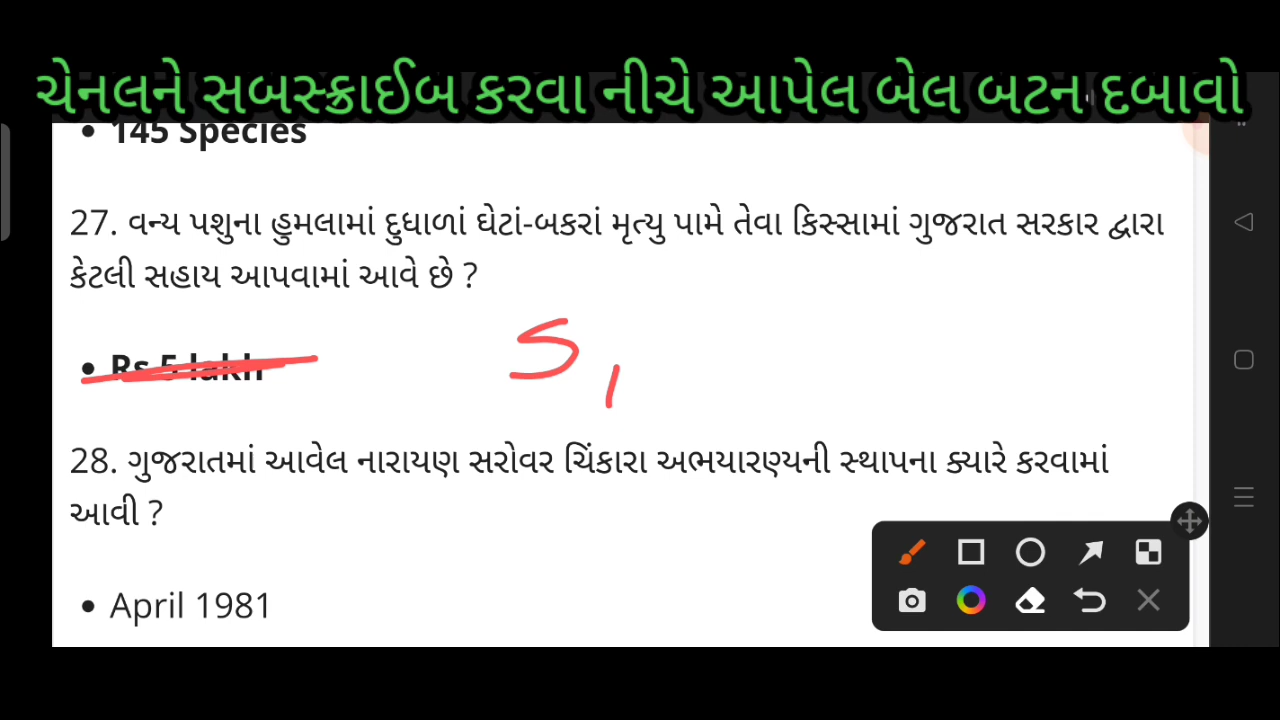 ચેનલને સબસ્ક્રાઈબ કરવા નીચે આપેલ બેલ બટન દબાવો
• 145 Species
27. વન્ય પશુના હુમલામાં દુધાળાં ઘેટાં-બકરાં મૃત્યુ પામે તેવા કિસ્સામાં ગુજરાત સરકાર દ્વારા
કેટલી સહાય આપવામાં આવે છે ?
• Rs 5 lakh
5,
28. ગુજરાતમાં આવેલ નારાયણ સરોવર ચિંકારા અભયારણ્યની સ્થાપના ક્યારે કરવામાં
આવી ?
• April 1981